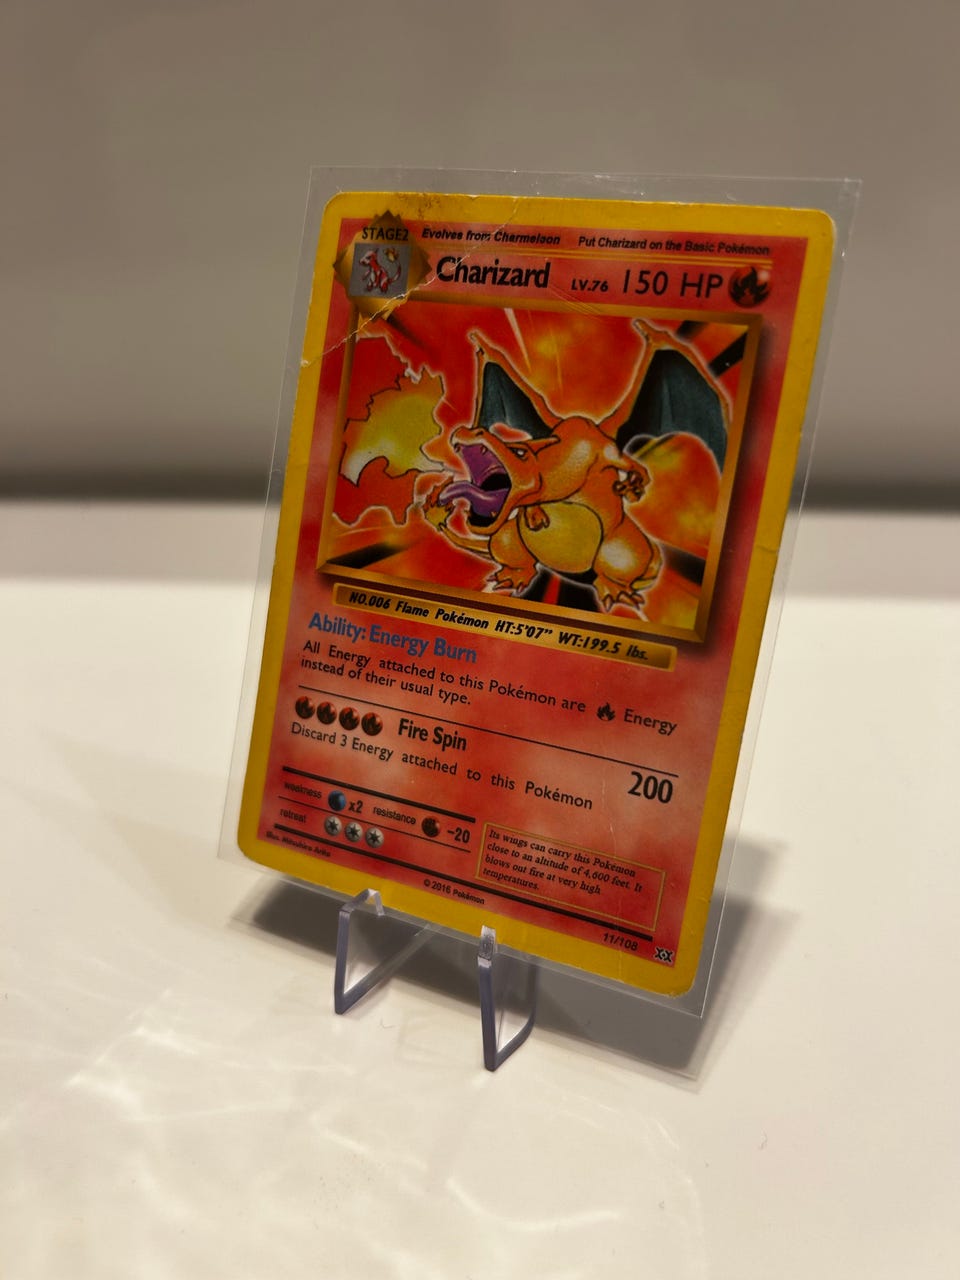 STAGE2 Evolves from Charmeleon Put Charizard on the Basic Pokémon
Charizard LV.76 150 HP
NO.006 Flame Pokémon HT:5'07" WT:199.5 lbs.
Ability: Energy Burn
All Energy attached to this Pokémon are Energy
instead of their usual type.
Fire Spin 200
Discard 3 Energy attached to this Pokémon
weakness x2 resistance -20
retreat
Illus. Mitsuhiro Arita
Its wings can carry this Pokémon
close to an altitude of 4,600 feet. It
blows out fire at very high
temperatures.
© 2016 Pokémon
11/108
XY